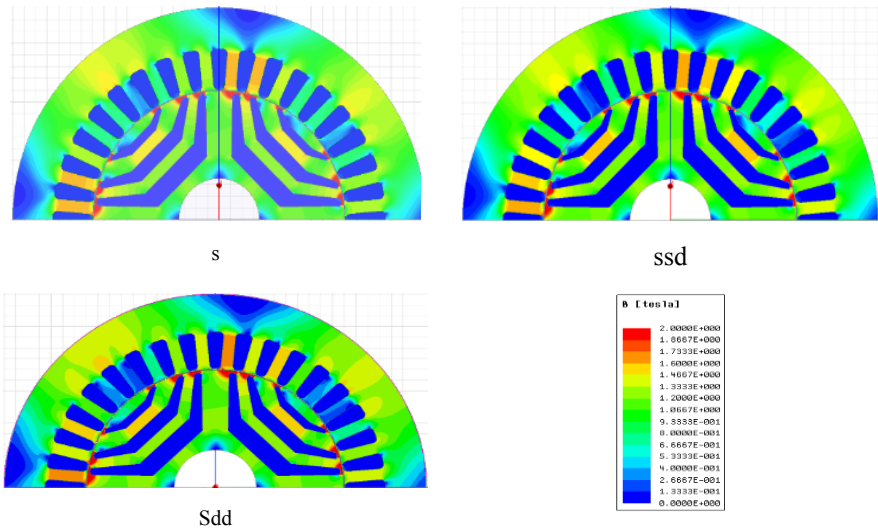 s
ssd
B [tesla]
2.0000E+000
1.8667E+000
1.7333E+000
1.6000E+000
1.4667E+000
1.3333E+000
1.2000E+000
1.0667E+000
9.3333E-001
8.0000E-001
6.6667E-001
5.3333E-001
4.0000E-001
2.6667E-001
1.3333E-001
0.0000E+000
Sdd